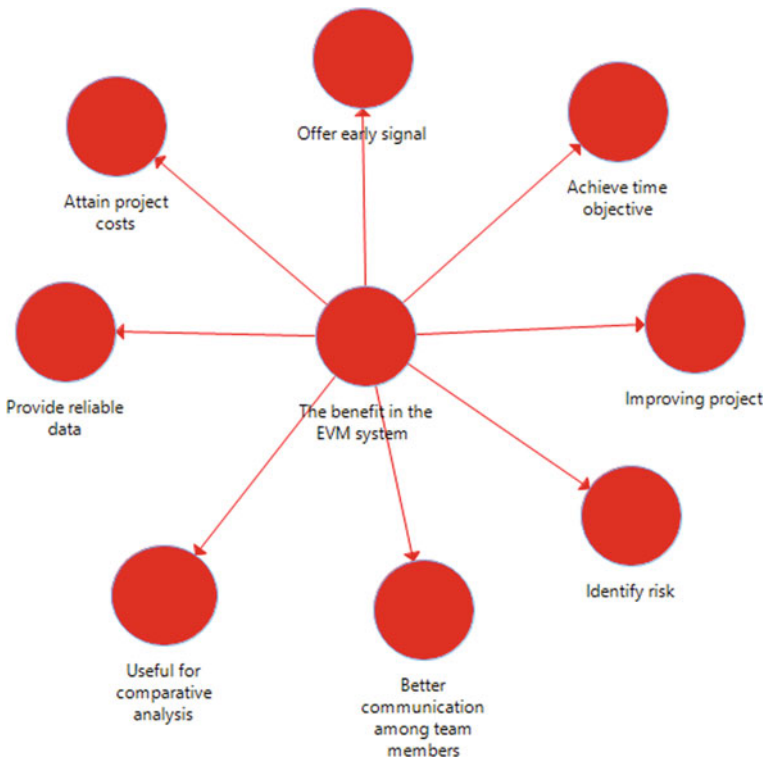 Offer early signal
Achieve time
objective
Attain project
costs
Improving project
Provide reliable
data
The benefit in the
EVM system
Identify risk
Useful for
comparative
analysis
Better
communication
among team
members